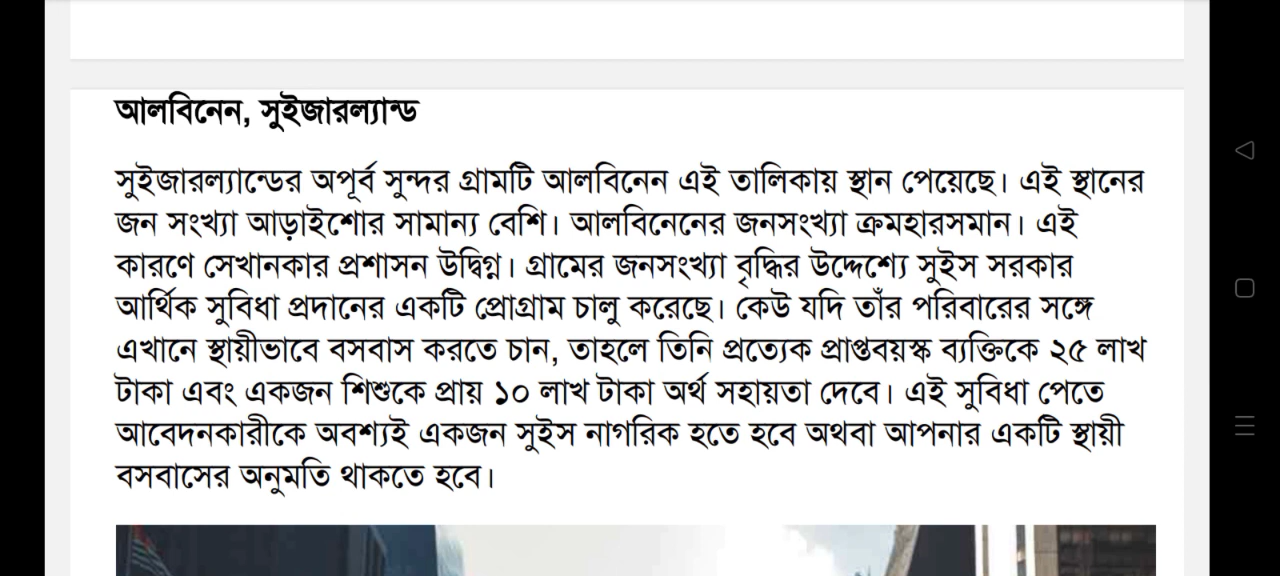 আলবিনেন, সুইজারল্যান্ড
সুইজারল্যান্ডের অপূর্ব সুন্দর গ্রামটি আলবিনেন এই তালিকায় স্থান পেয়েছে। এই স্থানের
জন সংখ্যা আড়াইশোর সামান্য বেশি। আলবিনেনের জনসংখ্যা ক্রমহারসমান। এই
কারণে সেখানকার প্রশাসন উদ্বিগ্ন। গ্রামের জনসংখ্যা বৃদ্ধির উদ্দেশ্যে সুইস সরকার
আর্থিক সুবিধা প্রদানের একটি প্রোগ্রাম চালু করেছে। কেউ যদি তাঁর পরিবারের সঙ্গে
এখানে স্থায়ীভাবে বসবাস করতে চান, তাহলে তিনি প্রত্যেক প্রাপ্তবয়স্ক ব্যক্তিকে ২৫ লাখ
টাকা এবং একজন শিশুকে প্রায় ১০ লাখ টাকা অর্থ সহায়তা দেবে। এই সুবিধা পেতে
আবেদনকারীকে অবশ্যই একজন সুইস নাগরিক হতে হবে অথবা আপনার একটি স্থায়ী
বসবাসের অনুমতি থাকতে হবে।